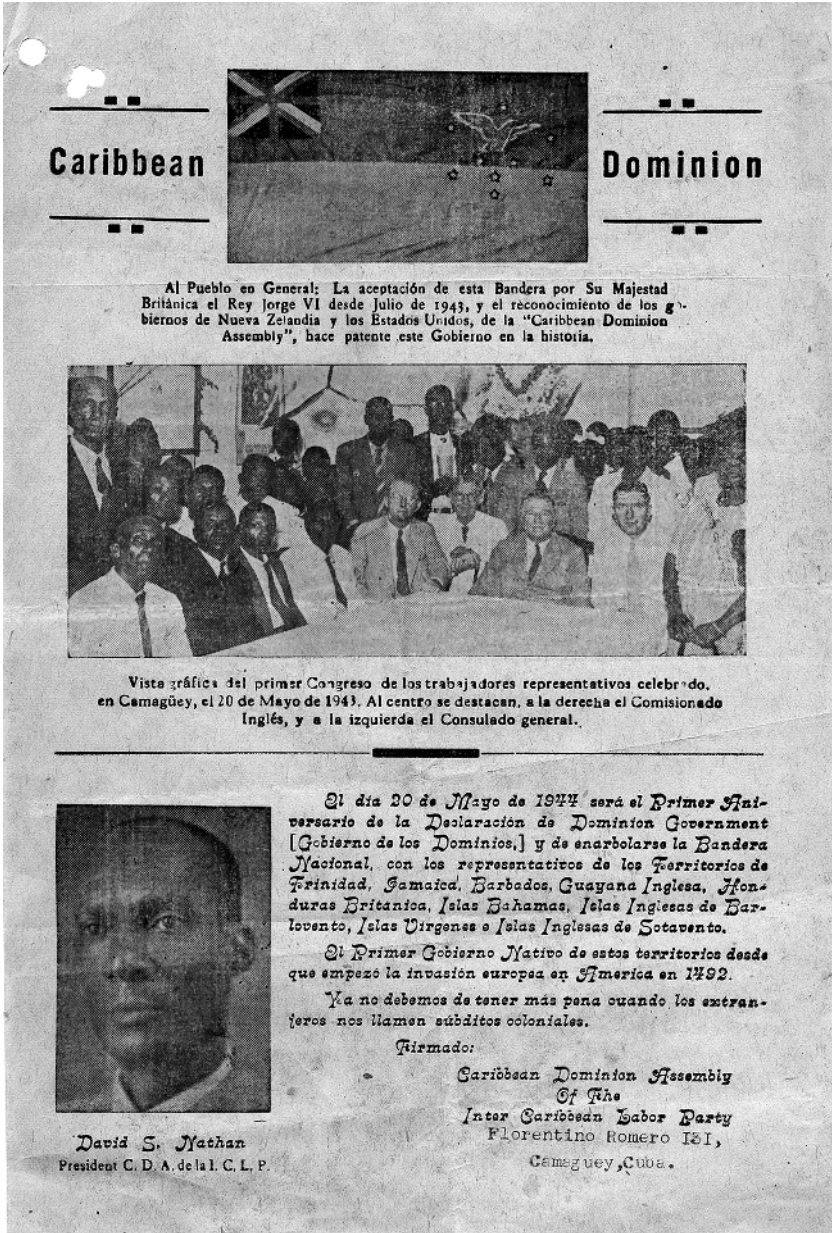 Caribbean
Dominion
Al Pueblo en General: La aceptación de esta Bandera por Su Majestad
Británica el Rey Jorge VI desde Julio de 1943, y el reconocimiento de los go-
biernos de Nueva Zelandia y los Estados Unidos, de la "Caribbean Dominion
Assembly", hace patente este Gobierno en la historia.
Vista gráfica del primer Congreso de los trabajadores representativos celebrado,
en Camagüey, el 20 de Mayo de 1943. Al centro se destacan, a la derecha el Comisionado
Inglés, y a la izquierda el Consulado general.
El día 20 de Mayo de 1944 será el Primer Ani-
versario de la Declaración de Dominion Government
[Gobierno de los Dominios,] y de enarbolarse la Bandera
Nacional, con los representativos de los Territorios de
Trinidad, Jamaica, Barbados, Guayana Inglesa, Hon-
duras Británica, Islas Bahamas, Islas Inglesas de Bar-
lovento, Islas Vírgenes e Islas Inglesas de Sotavento.
El Primer Gobierno Nativo de estos territorios desde
que empezó la invasión europea en America en 1492.
Ya no debemos de tener más pena cuando los extran-
jeros nos llamen súbditos coloniales.
Firmado:
Caribbean Dominion Assembly
Of The
Inter Caribbean Labor Party
Florentino Romero I3I,
Camaguey,Cuba.
David S. Nathan
President C. D. A. de la I. C. L. P.